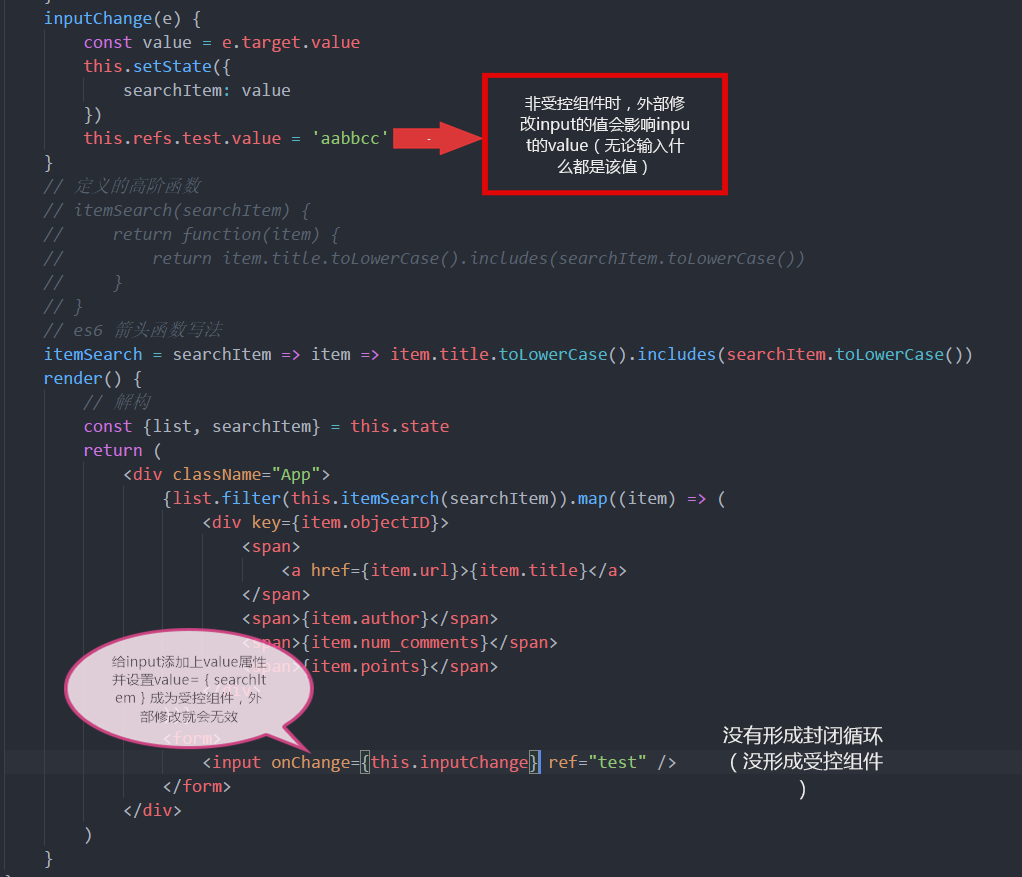 inputChange(e) {
const value = e.target.value
this.setState({
searchItem: value
})
this.refs.test.value = 'aabbcc'
非受控组件时，外部修
改input的值会影响inpu
t的value（无论输入什
么都是该值）
}
// 定义的高阶函数
// itemSearch(searchItem) {
//     return function(item) {
//         return item.title.toLowerCase().includes(searchItem.toLowerCase())
//     }
// }
// es6 箭头函数写法
itemSearch = searchItem => item => item.title.toLowerCase().includes(searchItem.toLowerCase())
render() {
// 解构
const {list, searchItem} = this.state
return (
<div className="App">
{list.filter(this.itemSearch(searchItem)).map((item) => (
<div key={item.objectID}>
<span>
<a href={item.url}>{item.title}</a>
</span>
<span>{item.author}</span>
<span>{item.num_comments}</span>
<span>{item.points}</span>
给input添加上value属性
并设置value= { searchIt
em } 成为受控组件，外
部修改就会无效
<form>
<input onChange={this.inputChange} ref="test" />
没有形成封闭循环
（没形成受控组件
）
</form>
</div>
)
}